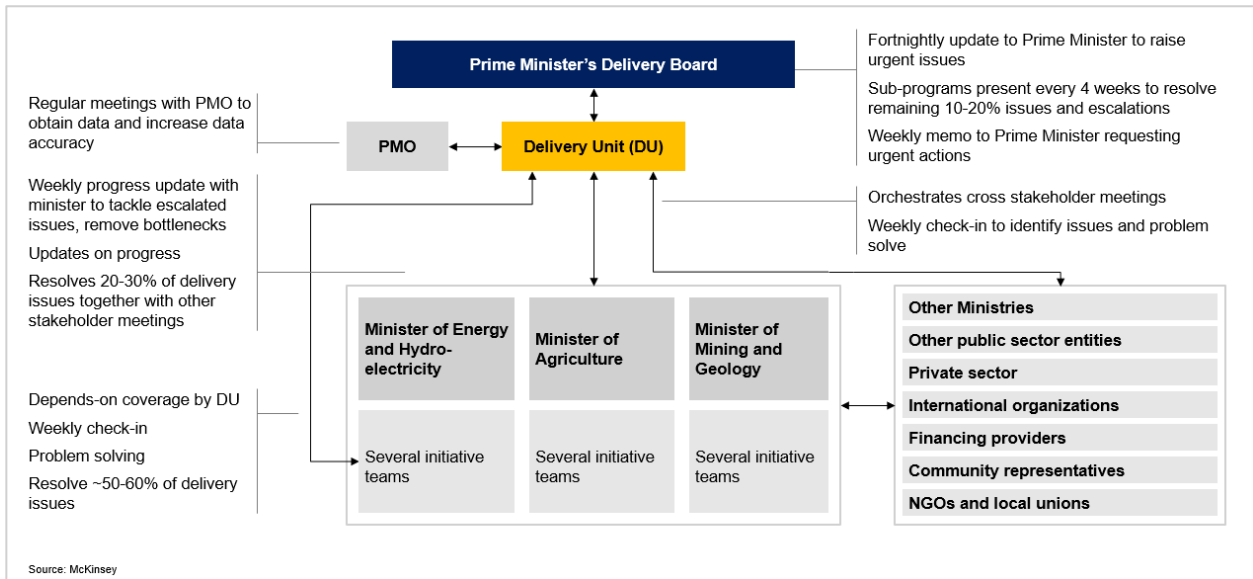 Prime Minister's Delivery Board
Fortnightly update to Prime Minister to raise
urgent issues
Sub-programs present every 4 weeks to resolve
remaining 10-20% issues and escalations
Weekly memo to Prime Minister requesting
urgent actions
Regular meetings with PMO to
obtain data and increase data
accuracy
PMO
Delivery Unit (DU)
Weekly progress update with
minister to tackle escalated
issues, remove bottlenecks
Updates on progress
Resolves 20-30% of delivery
issues together with other
stakeholder meetings
Orchestrates cross stakeholder meetings
Weekly check-in to identify issues and problem
solve
Minister of Energy
and Hydro-
electricity
Minister of
Agriculture
Minister of
Mining and
Geology
Other Ministries
Other public sector entities
Private sector
International organizations
Financing providers
Community representatives
NGOs and local unions
Depends-on coverage by DU
Weekly check-in
Problem solving
Resolve ~50-60% of delivery
issues
Several initiative
teams
Several initiative
teams
Several initiative
teams
Source: McKinsey